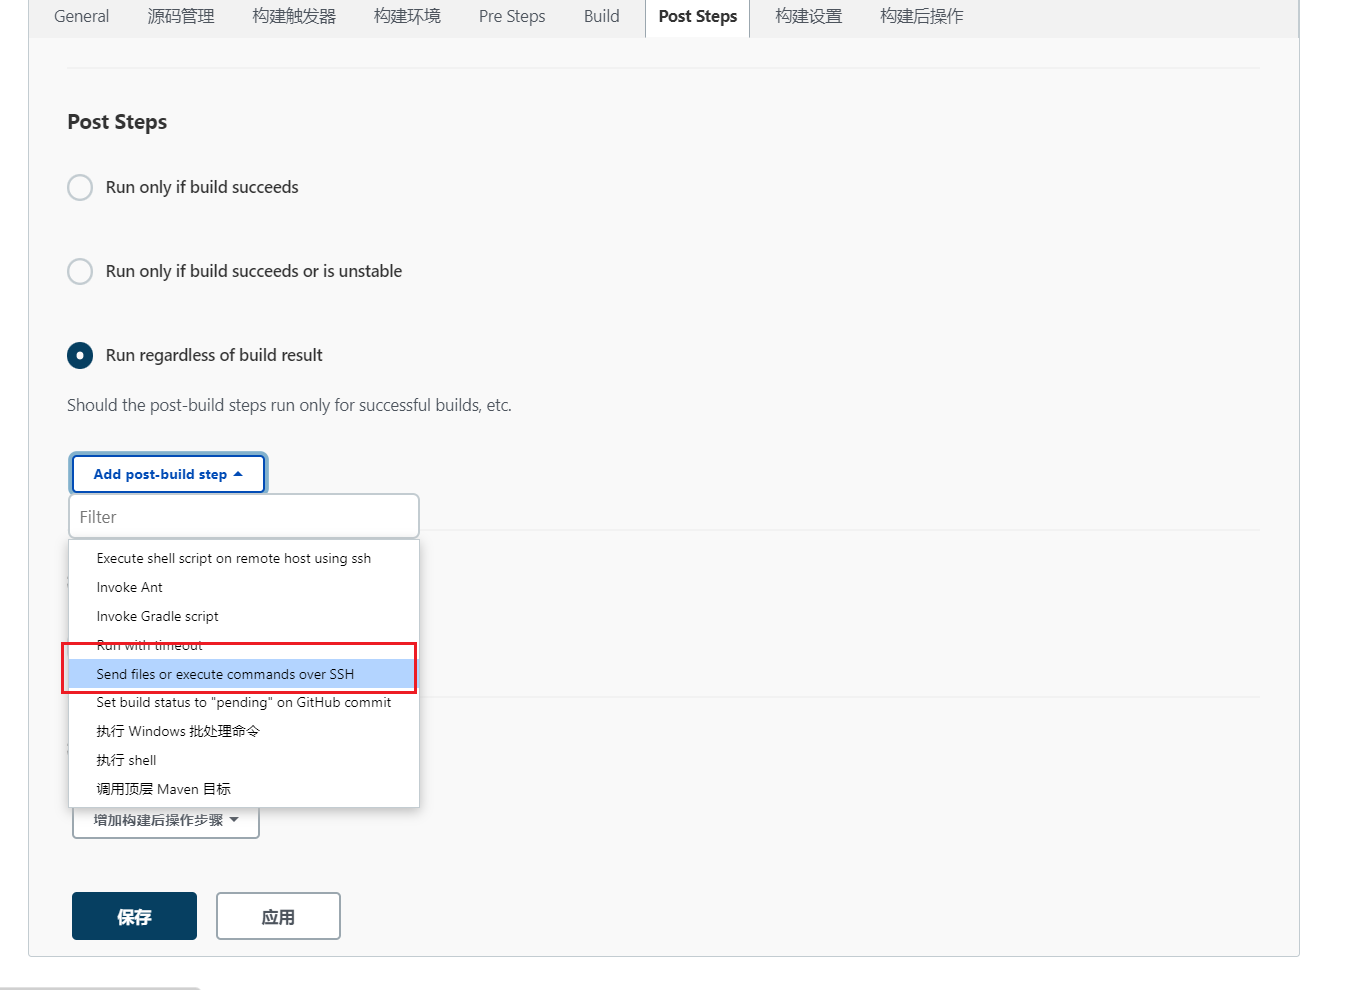 General 源码管理 构建触发器 构建环境 Pre Steps Build Post Steps 构建设置 构建后操作
Post Steps
Run only if build succeeds
Run only if build succeeds or is unstable
Run regardless of build result
Should the post-build steps run only for successful builds, etc.
Add post-build step
Filter
Execute shell script on remote host using ssh
Invoke Ant
Invoke Gradle script
Run with timeout
Send files or execute commands over SSH
Set build status to "pending" on GitHub commit
执行 Windows 批处理命令
执行 shell
调用顶层 Maven 目标
增加构建后操作步骤
保存 应用